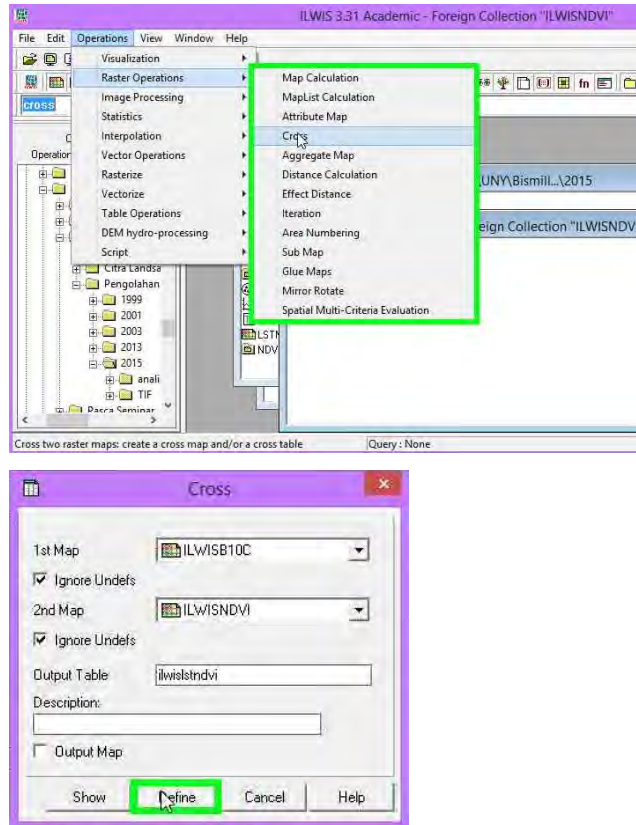 ILWIS 3.31 Academic - Foreign Collection "ILWISNDVI"
File Edit Operations View Window Help
cross
Visualization
Raster Operations
Image Processing
Statistics
Interpolation
Vector Operations
Rasterize
Vectorize
Table Operations
DEM hydro-processing
Script
Map Calculation
MapList Calculation
Attribute Map
Cross
Aggregate Map
Distance Calculation
Effect Distance
Iteration
Area Numbering
Sub Map
Glue Maps
Mirror Rotate
Spatial Multi-Criteria Evaluation
fn
Operation
\UNY\Bismill...\2015
eign Collection "ILWISNDV
Citra Landsa
Pengolahan
1999
2001
2003
2013
2015
anali
TIF
Pasca Seminar
LSTN
NDV
Cross two raster maps: create a cross map and/or a cross table
Query : None
Cross
1st Map ILWISB10C
Ignore Undefs
2nd Map ILWISNDVI
Ignore Undefs
Output Table ilwislstndvi
Description:
Output Map
Show Define Cancel Help